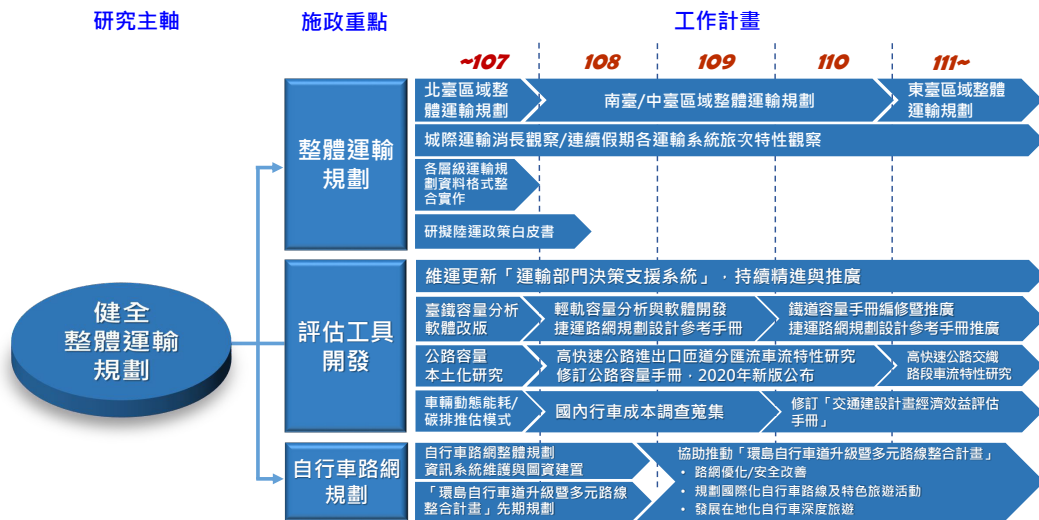 研究主軸
施政重點
工作計畫
~107
108
109
110
111~
健全
整體運輸
規劃
整體運輸
規劃
北臺區域整
體運輸規劃
南臺/中臺區域整體運輸規劃
東臺區域整體
運輸規劃
城際運輸消長觀察/連續假期各運輸系統旅次特性觀察
各層級運輸規
劃資料格式整
合實作
研擬陸運政策白皮書
評估工具
開發
維運更新「運輸部門決策支援系統」，持續精進與推廣
臺鐵容量分析
軟體改版
輕軌容量分析與軟體開發
捷運路網規劃設計參考手冊
鐵道容量手冊編修暨推廣
捷運路網規劃設計參考手冊推廣
公路容量
本土化研究
高快速公路進出口匝道分匯流車流特性研究
修訂公路容量手冊，2020年新版公布
高快速公路交織
路段車流特性研究
車輛動態能耗/
碳排推估模式
國內行車成本調查蒐集
修訂「交通建設計畫經濟效益評估
手冊」
自行車路網
規劃
自行車路網整體規劃
資訊系統維護與圖資建置
「環島自行車道升級暨多元路線
整合計畫」先期規劃
協助推動「環島自行車道升級暨多元路線整合計畫」
• 路網優化/安全改善
• 規劃國際化自行車路線及特色旅遊活動
• 發展在地化自行車深度旅遊